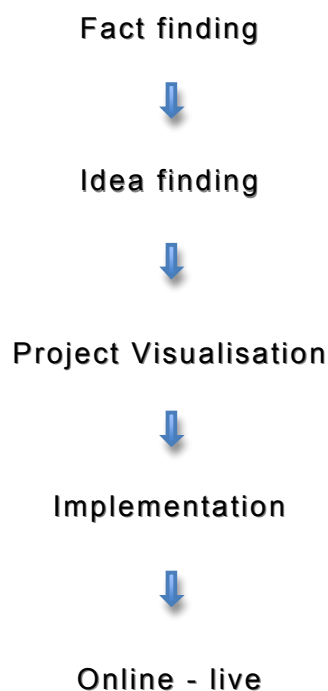 Fact finding
Idea finding
Project Visualisation
Implementation
Online - live